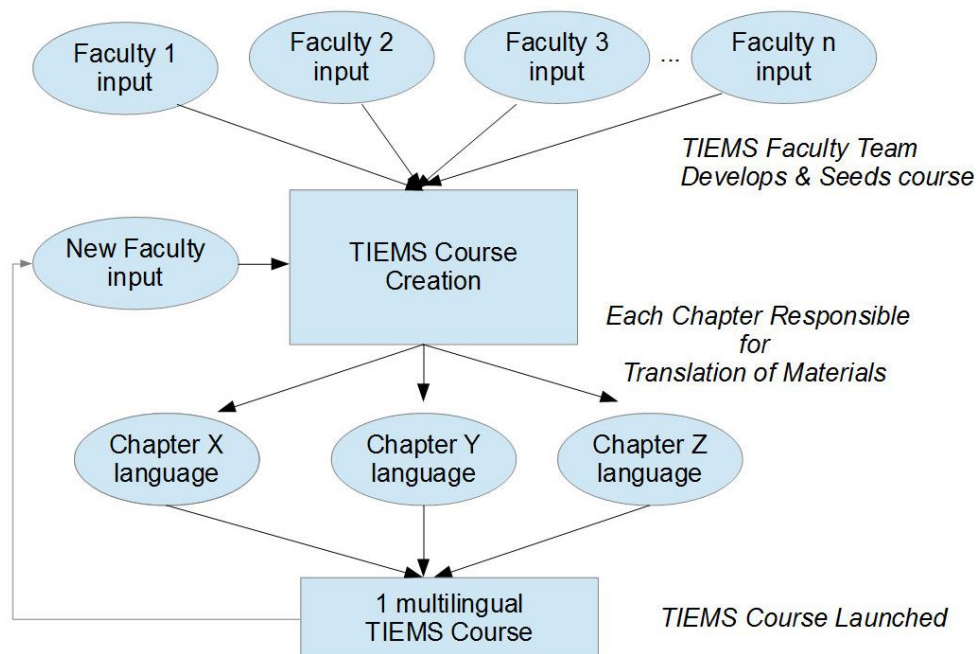 Faculty 1
input
Faculty 2
input
Faculty 3
input
...
Faculty n
input
TIEMS Faculty Team
Develops & Seeds course
New Faculty
input
TIEMS Course
Creation
Each Chapter Responsible
for
Translation of Materials
Chapter X
language
Chapter Y
language
Chapter Z
language
1 multilingual
TIEMS Course
TIEMS Course Launched